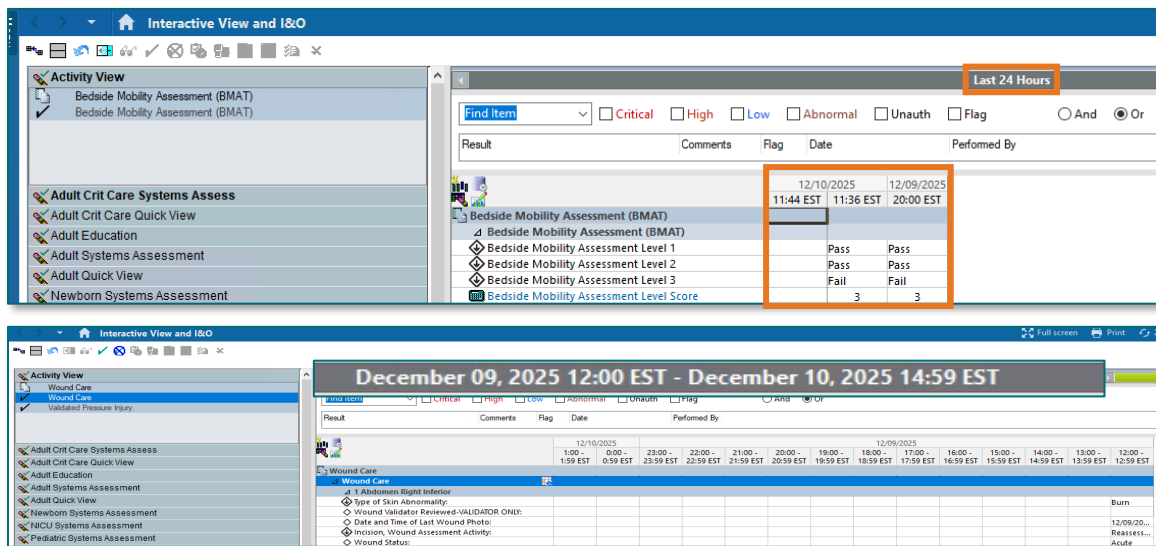 Interactive View and I&O
Activity View
Bedside Mobility Assessment (BMAT)
Bedside Mobility Assessment (BMAT)
Adult Crit Care Systems Assess
Adult Crit Care Quick View
Adult Education
Adult Systems Assessment
Adult Quick View
Newborn Systems Assessment
Last 24 Hours
Find Item Critical High Low Abnormal Unauth Flag And Or
Result Comments Flag Date Performed By
12/10/2025 12/09/2025
11:44 EST 11:36 EST 20:00 EST
Bedside Mobility Assessment (BMAT)
Bedside Mobility Assessment (BMAT)
Bedside Mobility Assessment Level 1 Pass Pass
Bedside Mobility Assessment Level 2 Pass Pass
Bedside Mobility Assessment Level 3 Fail Fail
Bedside Mobility Assessment Level Score 3 3
Interactive View and I&O Full screen Print
Activity View
Wound Care
Wound Care
Validated Pressure Injury.
Adult Crit Care Systems Assess
Adult Crit Care Quick View
Adult Education
Adult Systems Assessment
Adult Quick View
Newborn Systems Assessment
NICU Systems Assessment
Pediatric Systems Assessment
December 09, 2025 12:00 EST - December 10, 2025 14:59 EST
Find Item Critical High Low Abnormal Unauth Flag And Or
Result Comments Flag Date Performed By
12/10/2025 12/09/2025
1:00 - 0:00 - 23:00 - 22:00 - 21:00 - 20:00 - 19:00 - 18:00 - 17:00 - 16:00 - 15:00 - 14:00 - 13:00 - 12:00 -
1:59 EST 0:59 EST 23:59 EST 22:59 EST 21:59 EST 20:59 EST 19:59 EST 18:59 EST 17:59 EST 16:59 EST 15:59 EST 14:59 EST 13:59 EST 12:59 EST
Wound Care
Wound Care
1 Abdomen Right Inferior
Type of Skin Abnormality: Burn
Wound Validator Reviewed-VALIDATOR ONLY:
Date and Time of Last Wound Photo: 12/09/20...
Incision, Wound Assessment Activity: Reassess...
Wound Status: Acute